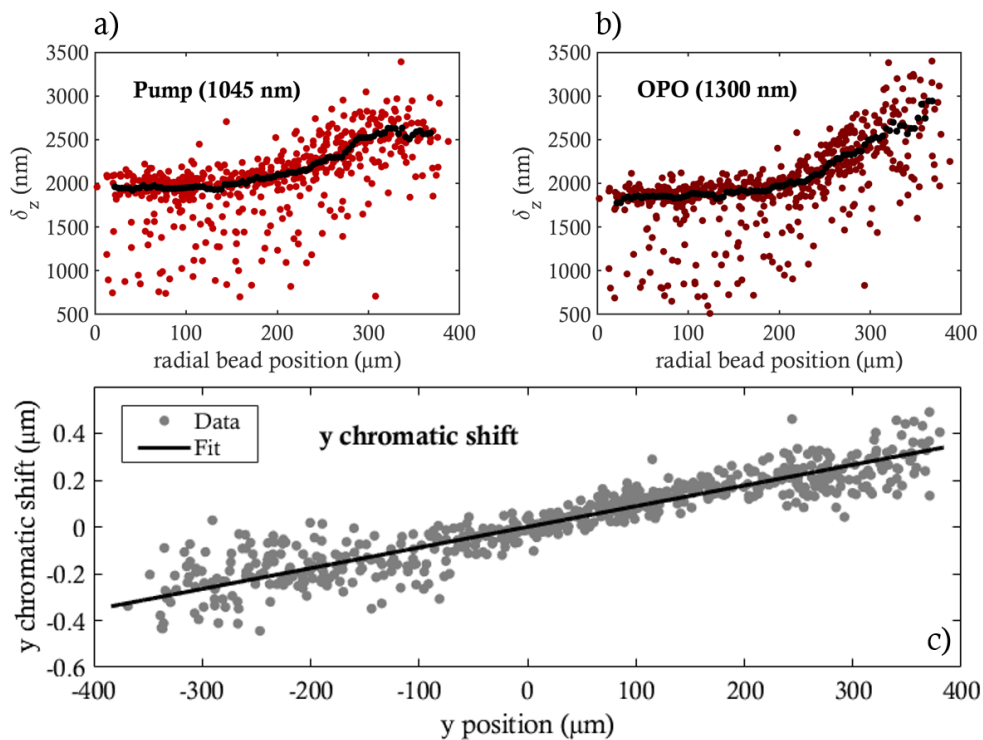 a)
3500
3000
2500
2000
1500
1000
500
Pump (1045 nm)
δz (nm)
0 100 200 300 400
radial bead position (μm)
b)
3500
3000
2500
2000
1500
1000
500
OPO (1300 nm)
δz (nm)
0 100 200 300 400
radial bead position (μm)
Data
Fit
y chromatic shift
y chromatic shift (μm)
0.4
0.2
0
-0.2
-0.4
-0.6
c)
-400 -300 -200 -100 0 100 200 300 400
y position (μm)